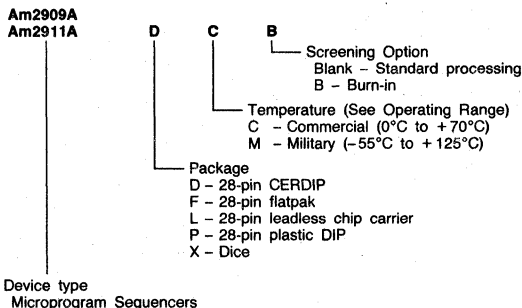 Am2909A
Am2911A D C B
Screening Option
Blank – Standard processing
B – Burn-in
Temperature (See Operating Range)
C – Commercial (0°C to +70°C)
M – Military (–55°C to +125°C)
Package
D – 28-pin CERDIP
F – 28-pin flatpak
L – 28-pin leadless chip carrier
P – 28-pin plastic DIP
X – Dice
Device type
Microprogram Sequencers